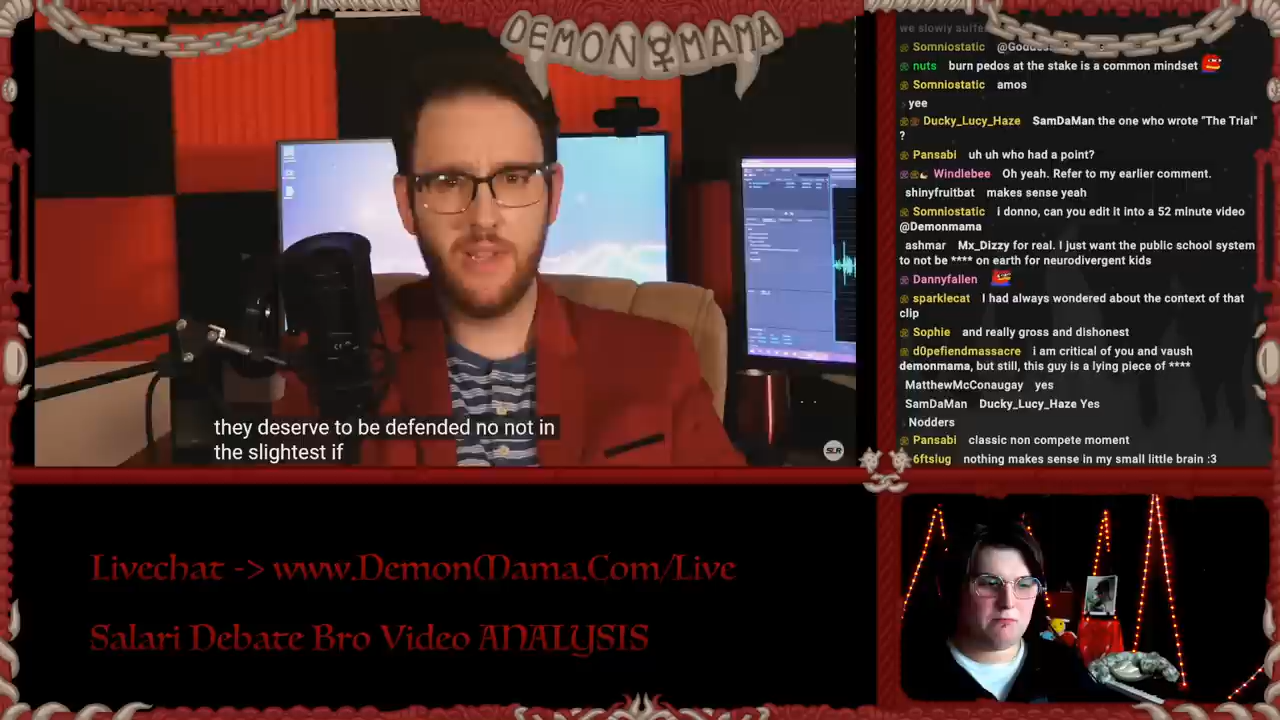 DEMON MAMA
they deserve to be defended no not in
the slightest if
SLR
we slowly suffe
Somniostatic @Goddes
nuts burn pedos at the stake is a common mindset
Somniostatic amos
yee
Ducky_Lucy_Haze SamDaMan the one who wrote "The Trial"
?
Pansabi uh uh who had a point?
Windlebee Oh yeah. Refer to my earlier comment.
shinyfruitbat makes sense yeah
Somniostatic I donno, can you edit it into a 52 minute video
@Demonmama
ashnar Mx_Dizzy fr real. I just want the public school system
to not be **** on earth for neurodivergent kids
Dannyfallen
sparklecat I had always wondered about the context of that
clip
Sophie and really gross and dishonest
d0pefiendmassacre i am critical of you and vaush
demonmama, but still, this guy is a lying piece of ****
MatthewMcConaugay yes
SamDaMan Ducky_Lucy_Haze Yes
Nodders
Pansabi classic non compete moment
6ftslug nothing makes sense in my small little brain :3
Livechat -> www.DemonMama.Com/Live
Salari Debate Bro Video ANALYSIS